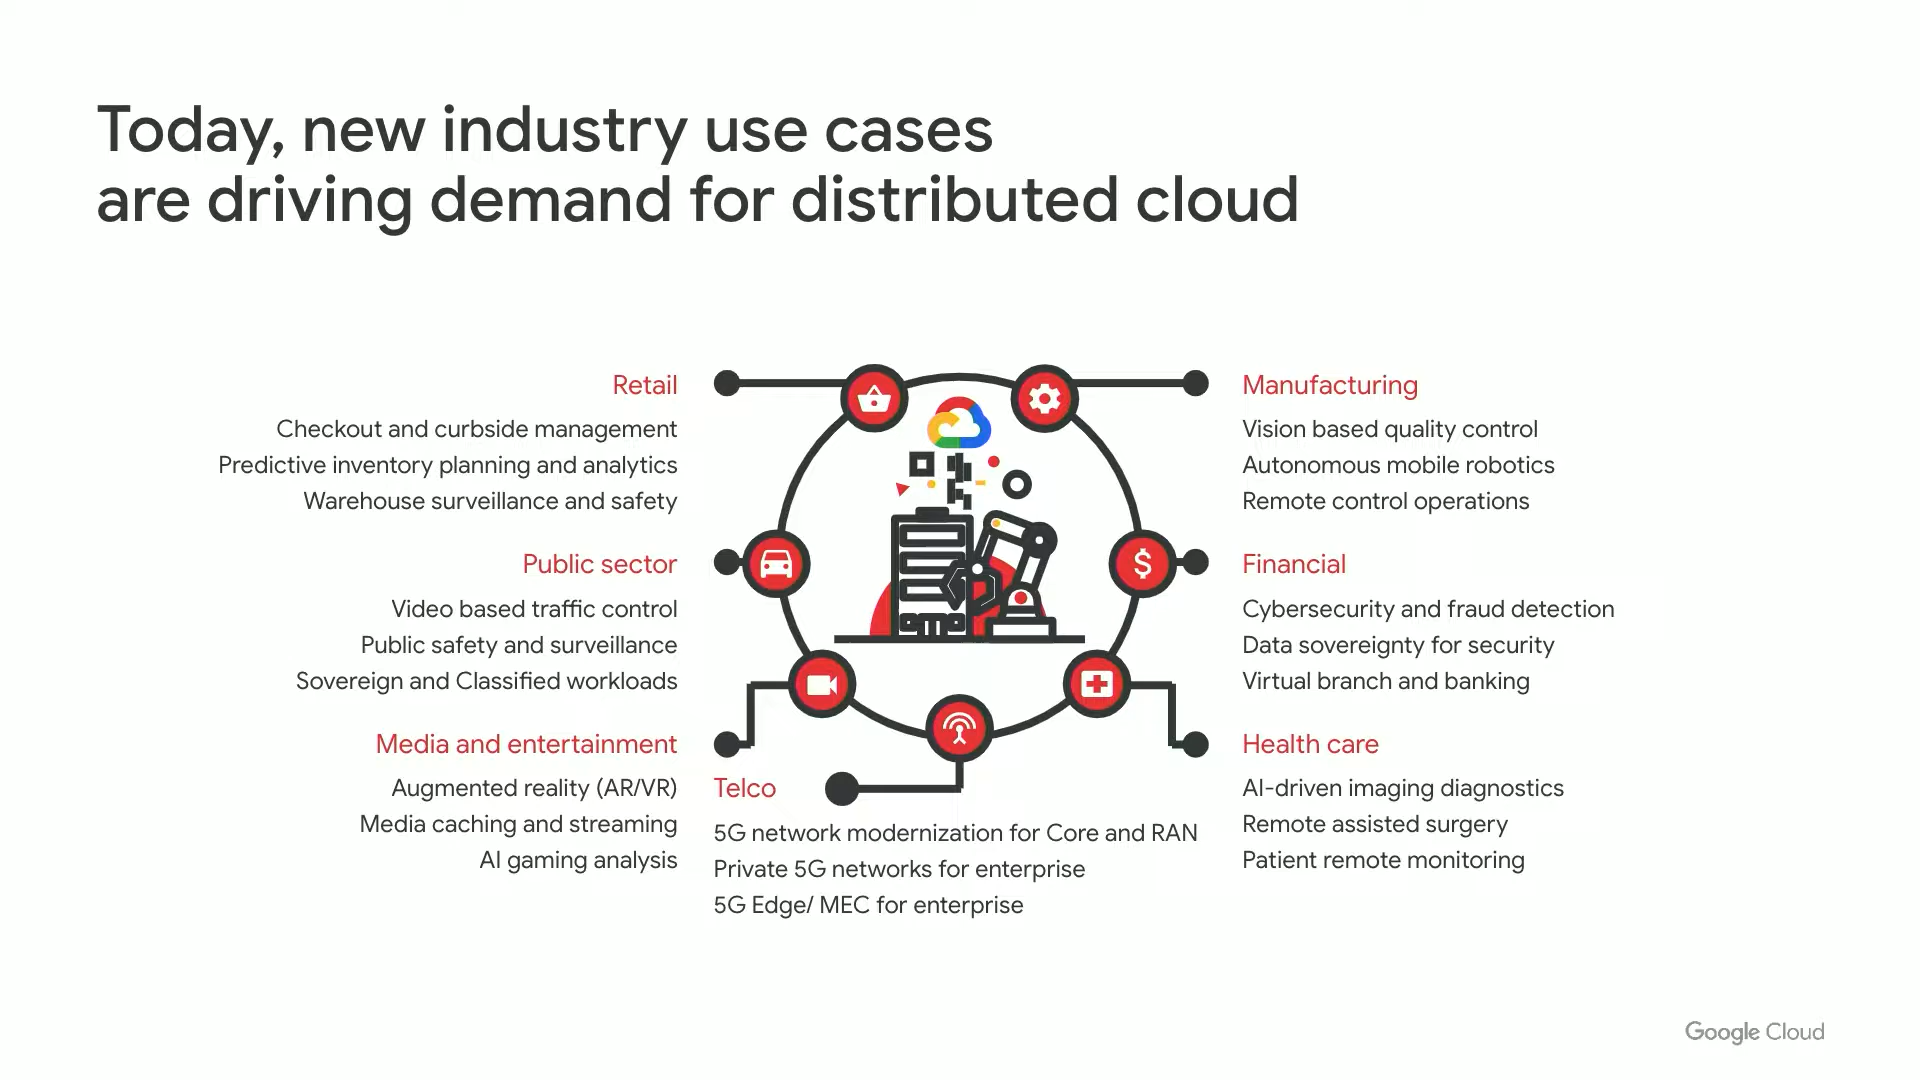 Today, new industry use cases
are driving demand for distributed cloud
Retail
Checkout and curbside management
Predictive inventory planning and analytics
Warehouse surveillance and safety
Public sector
Video based traffic control
Public safety and surveillance
Sovereign and Classified workloads
Media and entertainment
Augmented reality (AR/VR)
Media caching and streaming
AI gaming analysis
Telco
5G network modernization for Core and RAN
Private 5G networks for enterprise
5G Edge/ MEC for enterprise
Manufacturing
Vision based quality control
Autonomous mobile robotics
Remote control operations
Financial
$
Cybersecurity and fraud detection
Data sovereignty for security
Virtual branch and banking
Health care
AI-driven imaging diagnostics
Remote assisted surgery
Patient remote monitoring
Google Cloud